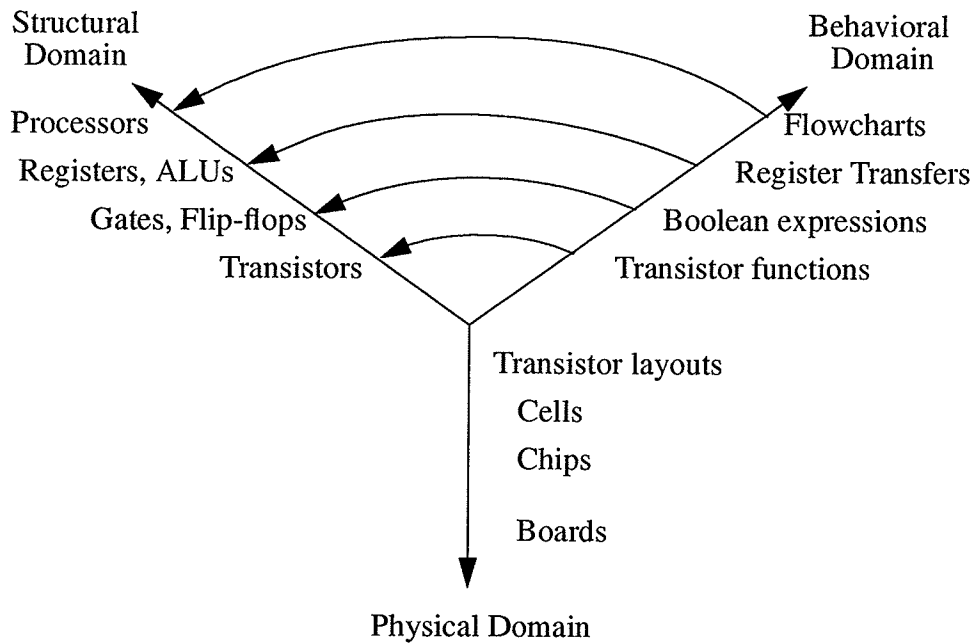 Structural
Domain
Behavioral
Domain
Processors
Flowcharts
Registers, ALUs
Register Transfers
Gates, Flip-flops
Boolean expressions
Transistors
Transistor functions
Transistor layouts
Cells
Chips
Boards
Physical Domain